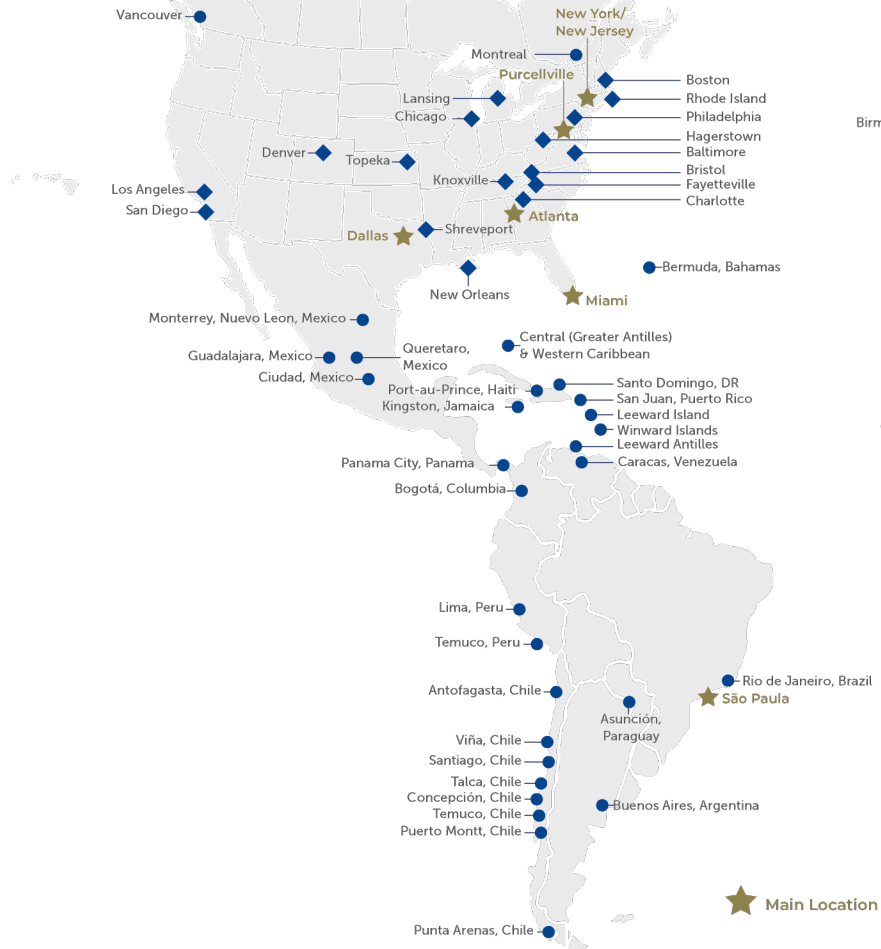 Vancouver
New York/
New Jersey
Montreal
Purcellville
Boston
Lansing
Rhode Island
Chicago
Philadelphia
Birm
Hagerstown
Denver
Baltimore
Topeka
Bristol
Knoxville
Fayetteville
Los Angeles
Charlotte
San Diego
Atlanta
Dallas
Shreveport
Bermuda, Bahamas
New Orleans
Miami
Monterrey, Nuevo Leon, Mexico
Central (Greater Antilles)
& Western Caribbean
Guadalajara, Mexico
Queretaro,
Mexico
Ciudad, Mexico
Santo Domingo, DR
Port-au-Prince, Haiti
San Juan, Puerto Rico
Kingston, Jamaica
Leeward Island
Winward Islands
Leeward Antilles
Panama City, Panama
Caracas, Venezuela
Bogotá, Columbia
Lima, Peru
Temuco, Peru
Rio de Janeiro, Brazil
Antofagasta, Chile
São Paula
Asunción,
Paraguay
Viña, Chile
Santiago, Chile
Talca, Chile
Concepción, Chile
Buenos Aires, Argentina
Temuco, Chile
Puerto Montt, Chile
Main Location
Punta Arenas, Chile